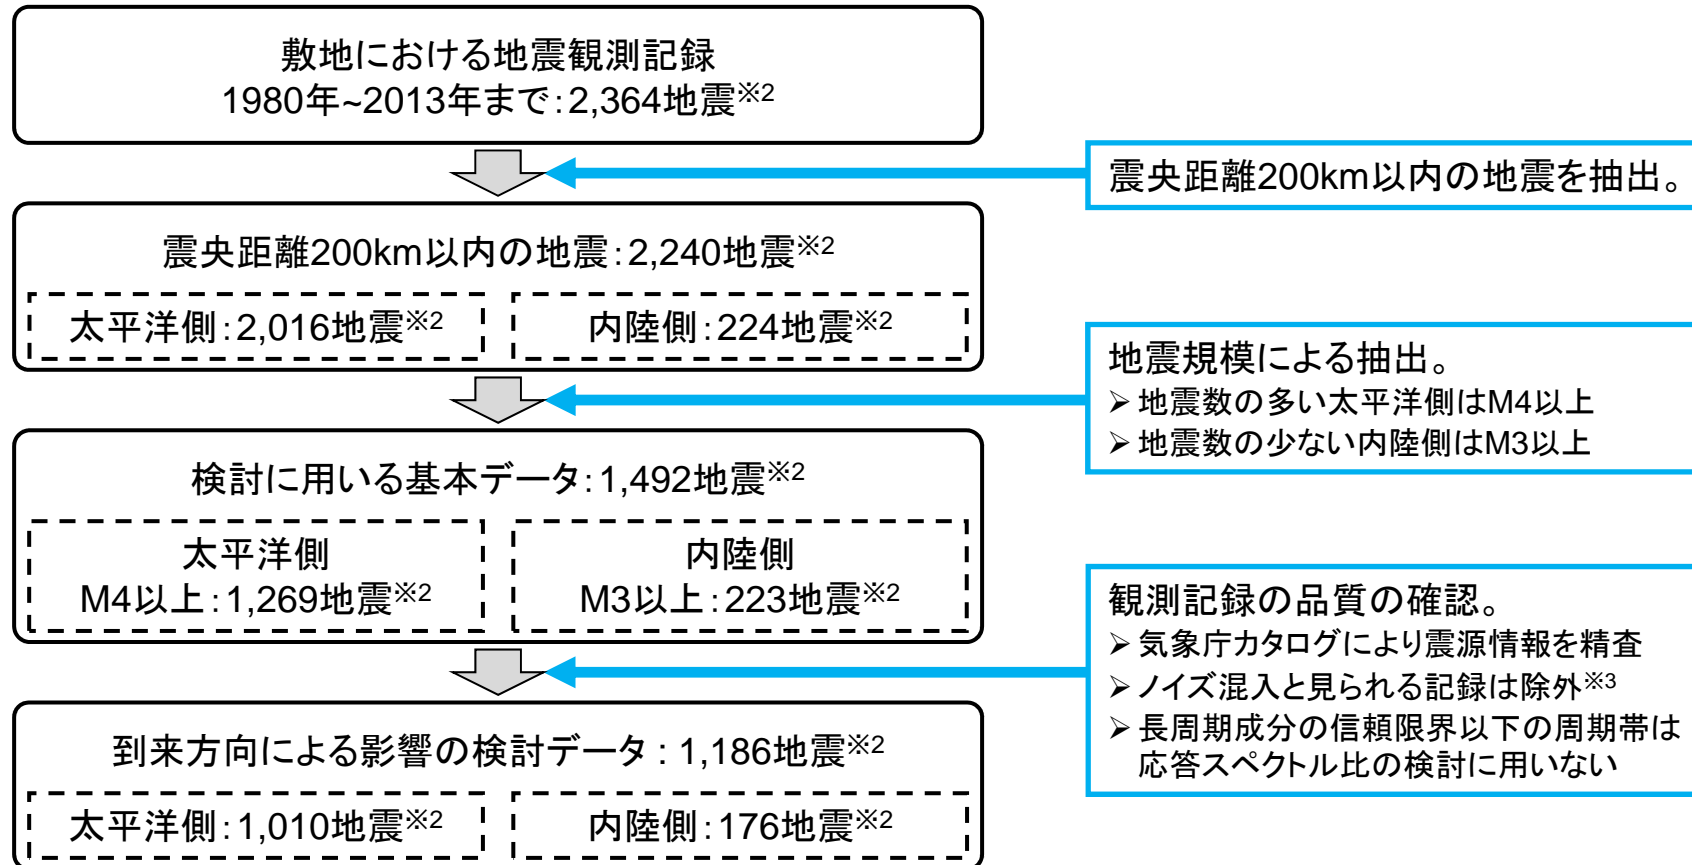 敷地における地震観測記録
1980年~2013年まで:2,364地震※2
震央距離200km以内の地震を抽出。
震央距離200km以内の地震:2,240地震※2
太平洋側:2,016地震※2
内陸側:224地震※2
地震規模による抽出。
➢地震数の多い太平洋側はM4以上
➢地震数の少ない内陸側はM3以上
検討に用いる基本データ:1,492地震※2
太平洋側
M4以上:1,269地震※2
内陸側
M3以上:223地震※2
観測記録の品質の確認。
➢気象庁カタログにより震源情報を精査
➢ノイズ混入と見られる記録は除外※3
➢長周期成分の信頼限界以下の周期帯は
応答スペクトル比の検討に用いない
到来方向による影響の検討データ:1,186地震※2
太平洋側:1,010地震※2
内陸側:176地震※2